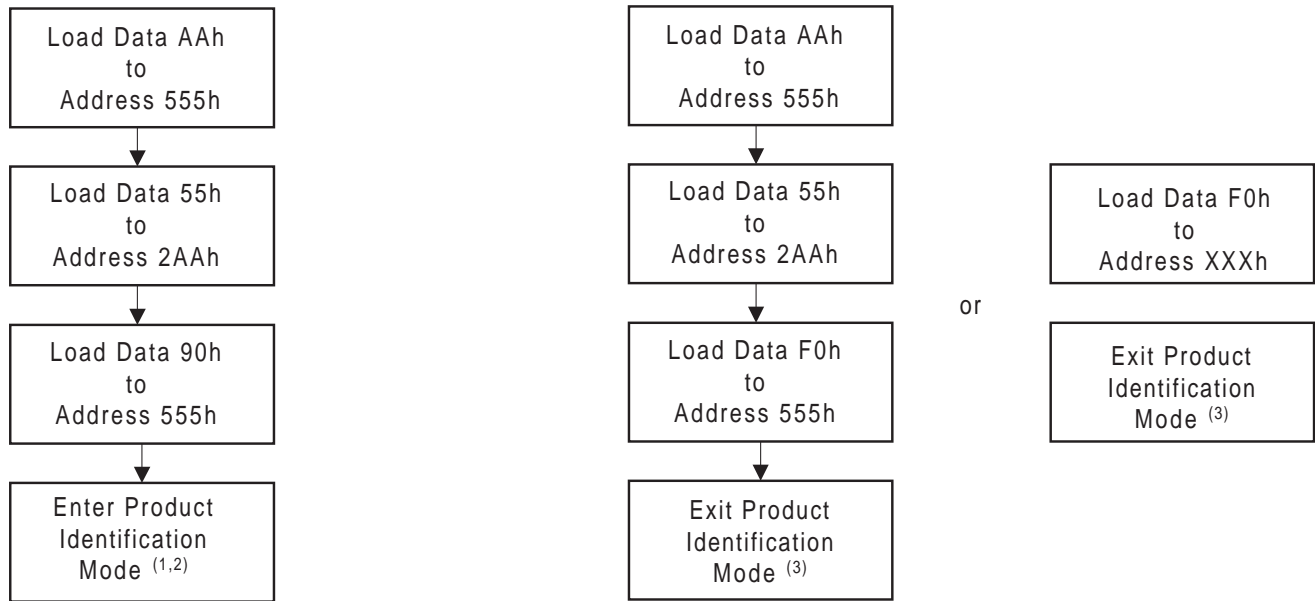 Load Data AAh
to
Address 555h
Load Data 55h
to
Address 2AAh
Load Data 90h
to
Address 555h
Enter Product
Identification
Mode (1,2)
Load Data AAh
to
Address 555h
Load Data 55h
to
Address 2AAh
Load Data F0h
to
Address 555h
Exit Product
Identification
Mode (3)
or
Load Data F0h
to
Address XXXh
Exit Product
Identification
Mode (3)